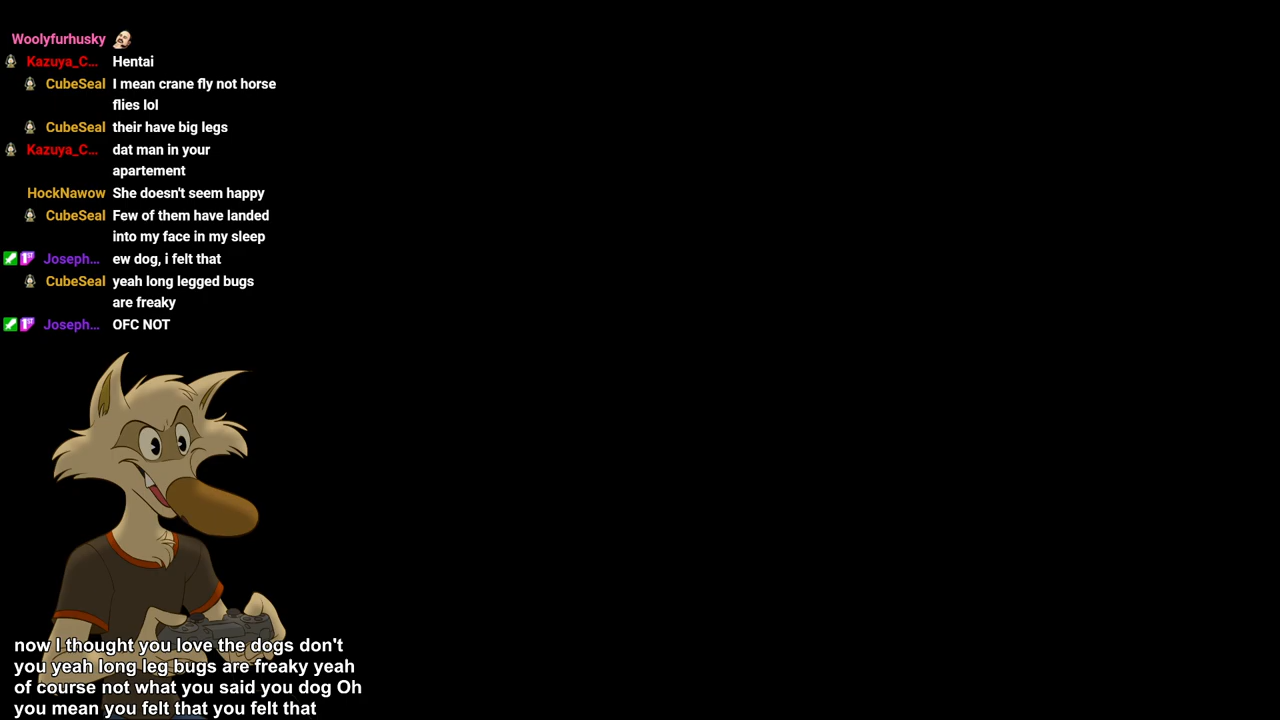 Woolyfurhusky
Kazuya_C... Hentai
CubeSeal I mean crane fly not horse
flies lol
CubeSeal their have big legs
Kazuya_C... dat man in your
apartement
HockNawow She doesn't seem happy
CubeSeal Few of them have landed
into my face in my sleep
Joseph... ew dog, i felt that
CubeSeal yeah long legged bugs
are freaky
Joseph... OFC NOT
now I thought you love the dogs don't
you yeah long leg bugs are freaky yeah
of course not what you said you dog Oh
you mean you felt that you felt that